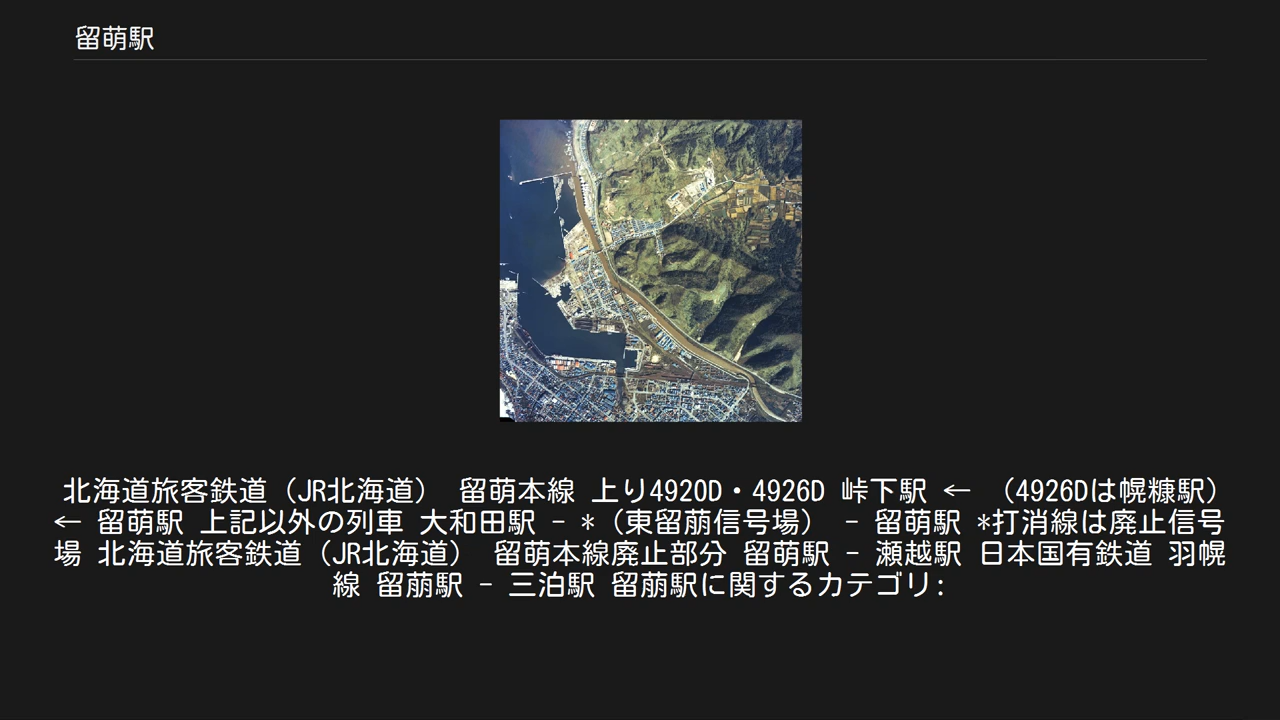 留萌駅
北海道旅客鉄道（JR北海道） 留萌本線 上り4920D・4926D 峠下駅 ← （4926Dは幌糠駅）
← 留萌駅 上記以外の列車 大和田駅 - *（東留萠信号場） - 留萌駅 *打消線は廃止信号
場 北海道旅客鉄道（JR北海道） 留萌本線廃止部分 留萌駅 - 瀬越駅 日本国有鉄道 羽幌
線 留萠駅 - 三泊駅 留萠駅に関するカテゴリ: